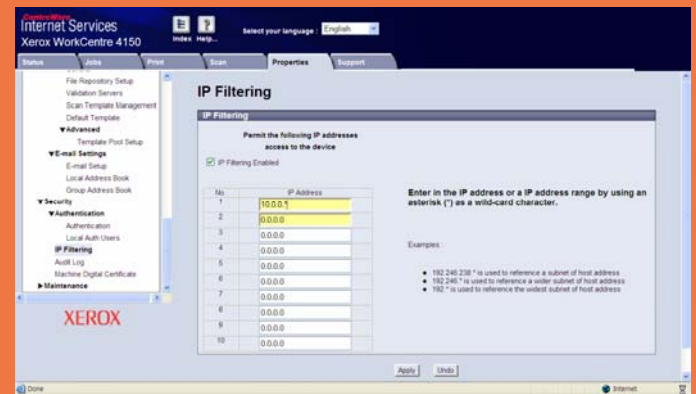 CentreWare
Internet Services
Xerox WorkCentre 4150
Index Help...
Select your language : English
Status Jobs Print Scan Properties Support
File Repository Setup
Validation Servers
Scan Template Management
Default Template
▼Advanced
Template Pool Setup
▼E-mail Settings
E-mail Setup
Local Address Book
Group Address Book
▼Security
▼Authentication
Authentication
Local Auth Users
IP Filtering
Audit Log
Machine Digital Certificate
▶Maintenance
XEROX
IP Filtering
IP Filtering
Permit the following IP addresses
access to the device
IP Filtering Enabled
No IP Address
1 10.0.0.*
2 0.0.0.0
3 0.0.0.0
4 0.0.0.0
5 0.0.0.0
6 0.0.0.0
7 0.0.0.0
8 0.0.0.0
9 0.0.0.0
10 0.0.0.0
Enter in the IP address or a IP address range by using an
asterisk (*) as a wild-card character.
Examples :
192.246.238.* is used to reference a subnet of host address
192.246.* is used to reference a wider subnet of host address
192.* is used to reference the widest subnet of host address
Apply Undo
Done Internet